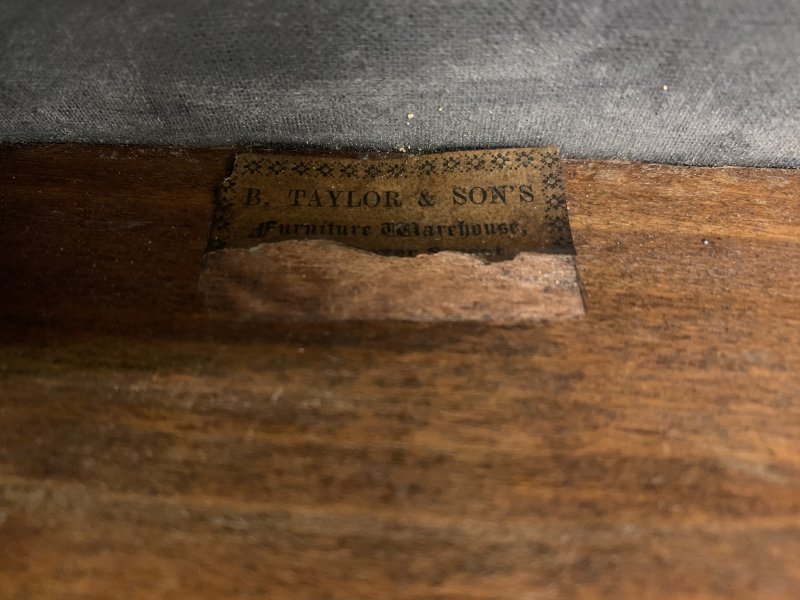 B. TAYLOR & SON'S
Furniture Warehouse,